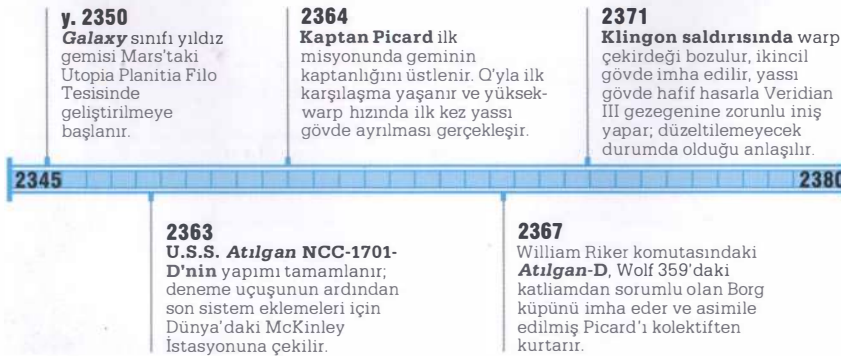 y. 2350
Galaxy sınıfı yıldız
gemisi Mars'taki
Utopia Planitia Filo
Tesisinde
geliştirilmeye
başlanır.
2364
Kaptan Picard ilk
misyonunda geminin
kaptanlığını üstlenir. Q'yla ilk
karşılaşma yaşanır ve yüksek-
warp hızında ilk kez yassı
gövde ayrılması gerçekleşir.
2371
Klingon saldırısında warp
çekirdeği bozulur, ikincil
gövde imha edilir, yassı
gövde hafif hasarla Veridian
III gezegenine zorunlu iniş
yapar; düzeltilemeyecek
durumda olduğu anlaşılır.
2345
2380
2363
U.S.S. Atılgan NCC-1701-
D'nin yapımı tamamlanır;
deneme uçuşunun ardından
son sistem eklemeleri için
Dünya'daki McKinley
İstasyonuna çekilir.
2367
William Riker komutasındaki
Atılgan-D, Wolf 359'daki
katliamdan sorumlu olan Borg
küpünü imha eder ve asimile
edilmiş Picard'ı kolektiften
kurtarır.